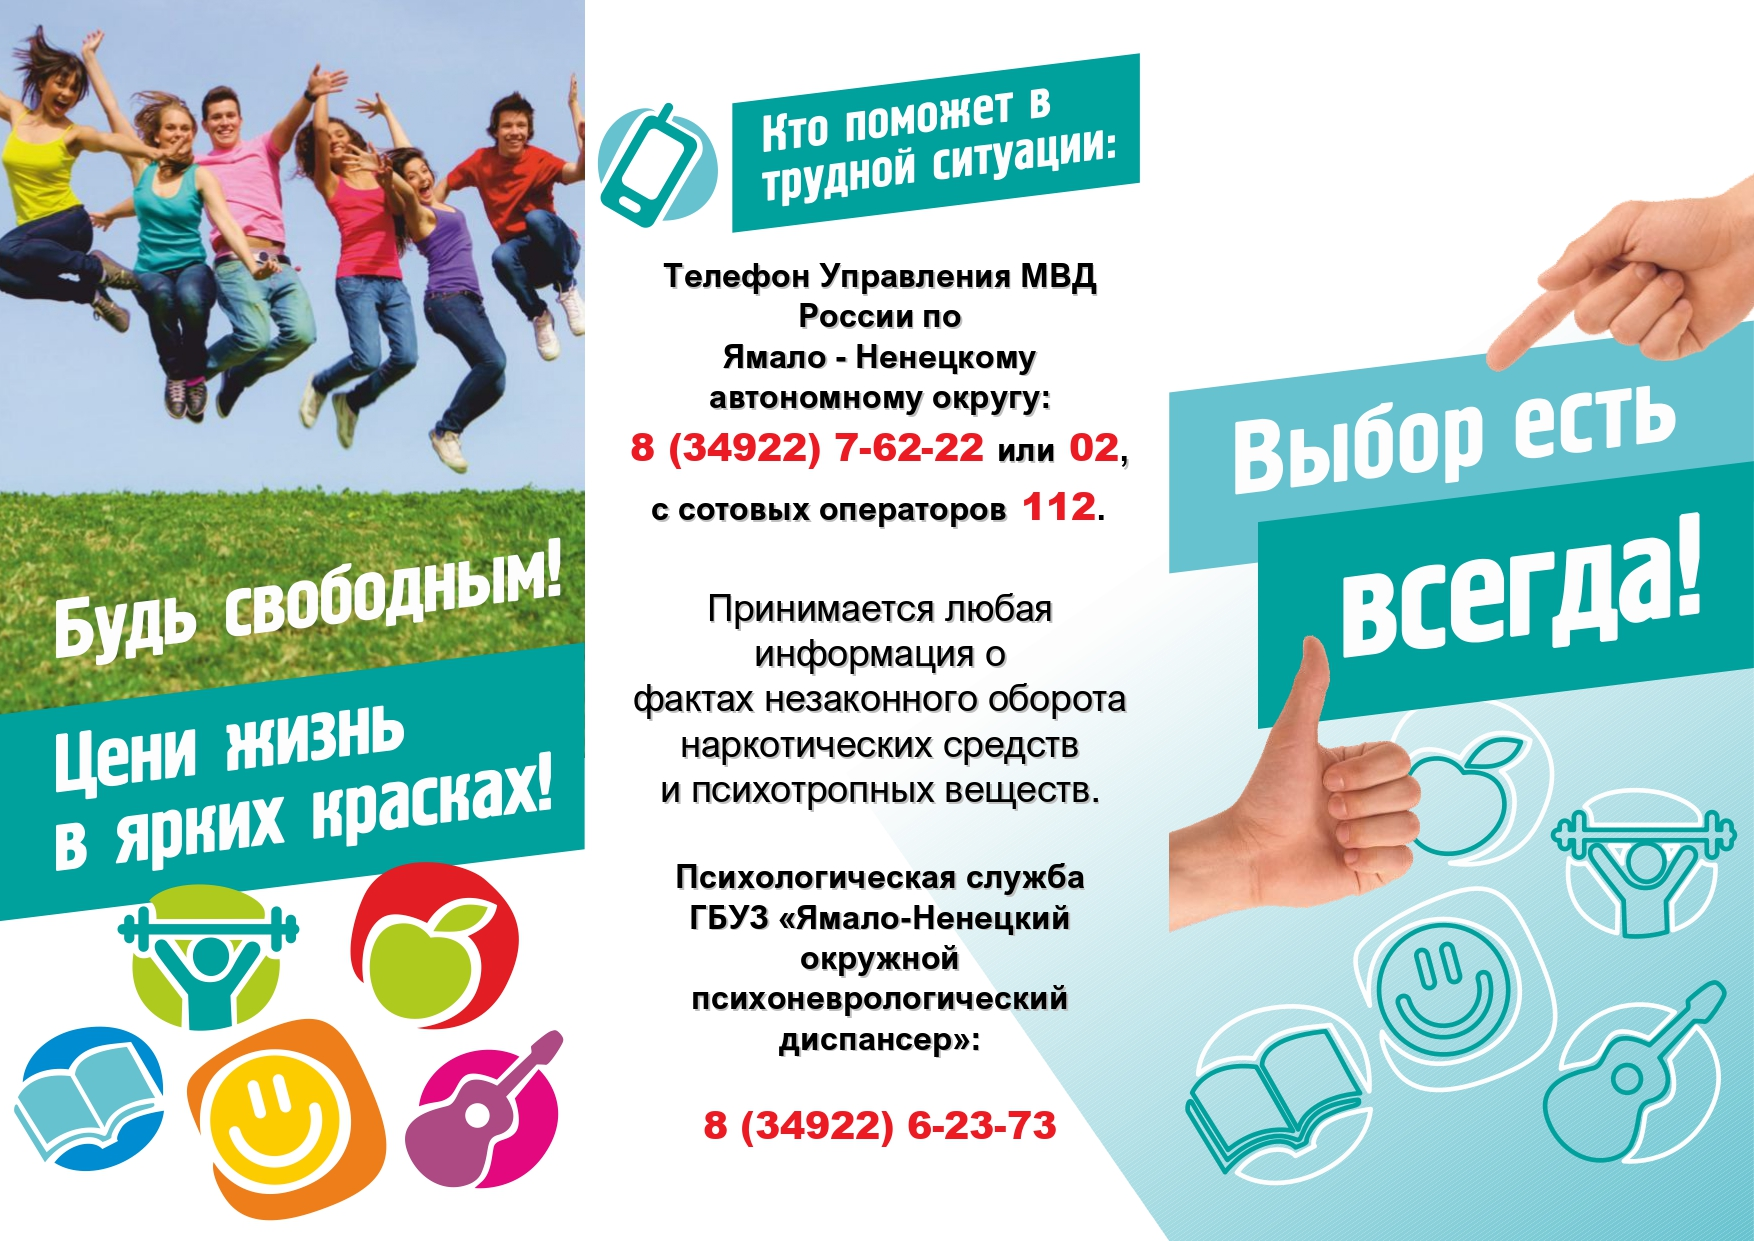 Будь свободным!
Цени жизнь
в ярких красках!
Кто поможет в
трудной ситуации:
Телефон Управления МВД
России по
Ямало - Ненецкому
автономному округу:
8 (34922) 7-62-22 или 02,
с сотовых операторов 112.
Принимается любая
информация о
фактах незаконного оборота
наркотических средств
и психотропных веществ.
Психологическая служба
ГБУЗ «Ямало-Ненецкий
окружной
психоневрологический
диспансер»:
8 (34922) 6-23-73
Выбор есть
всегда!